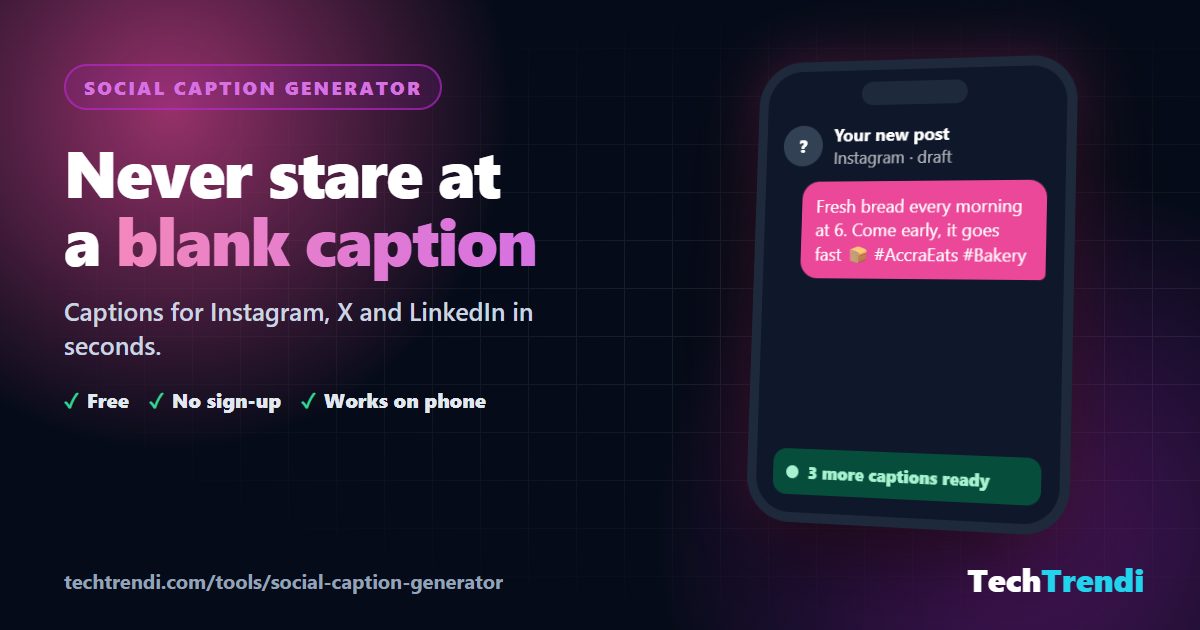 SOCIAL CAPTION GENERATOR
Never stare at
a blank caption
Captions for Instagram, X and LinkedIn in
seconds.
✓ Free ✓ No sign-up ✓ Works on phone
techtrendi.com/tools/social-caption-generator
?
Your new post
Instagram · draft
Fresh bread every morning
at 6. Come early, it goes
fast 📦 #AccraEats #Bakery
3 more captions ready
TechTrendi